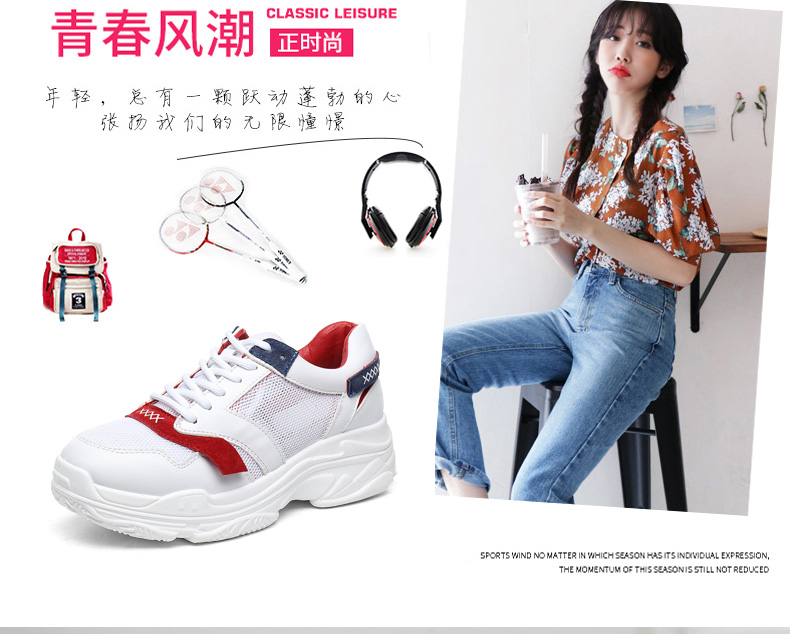 青春风潮
CLASSIC LEISURE
正时尚
年轻，总有一颗跃动蓬勃的心
张扬我们的无限憧憬
3
SPORTS WIND NO MATTER IN WHICH SEASON HAS ITS INDIVIDUAL EXPRESSION,
THE MOMENTUM OF THIS SEASON IS STILL NOT REDUCED